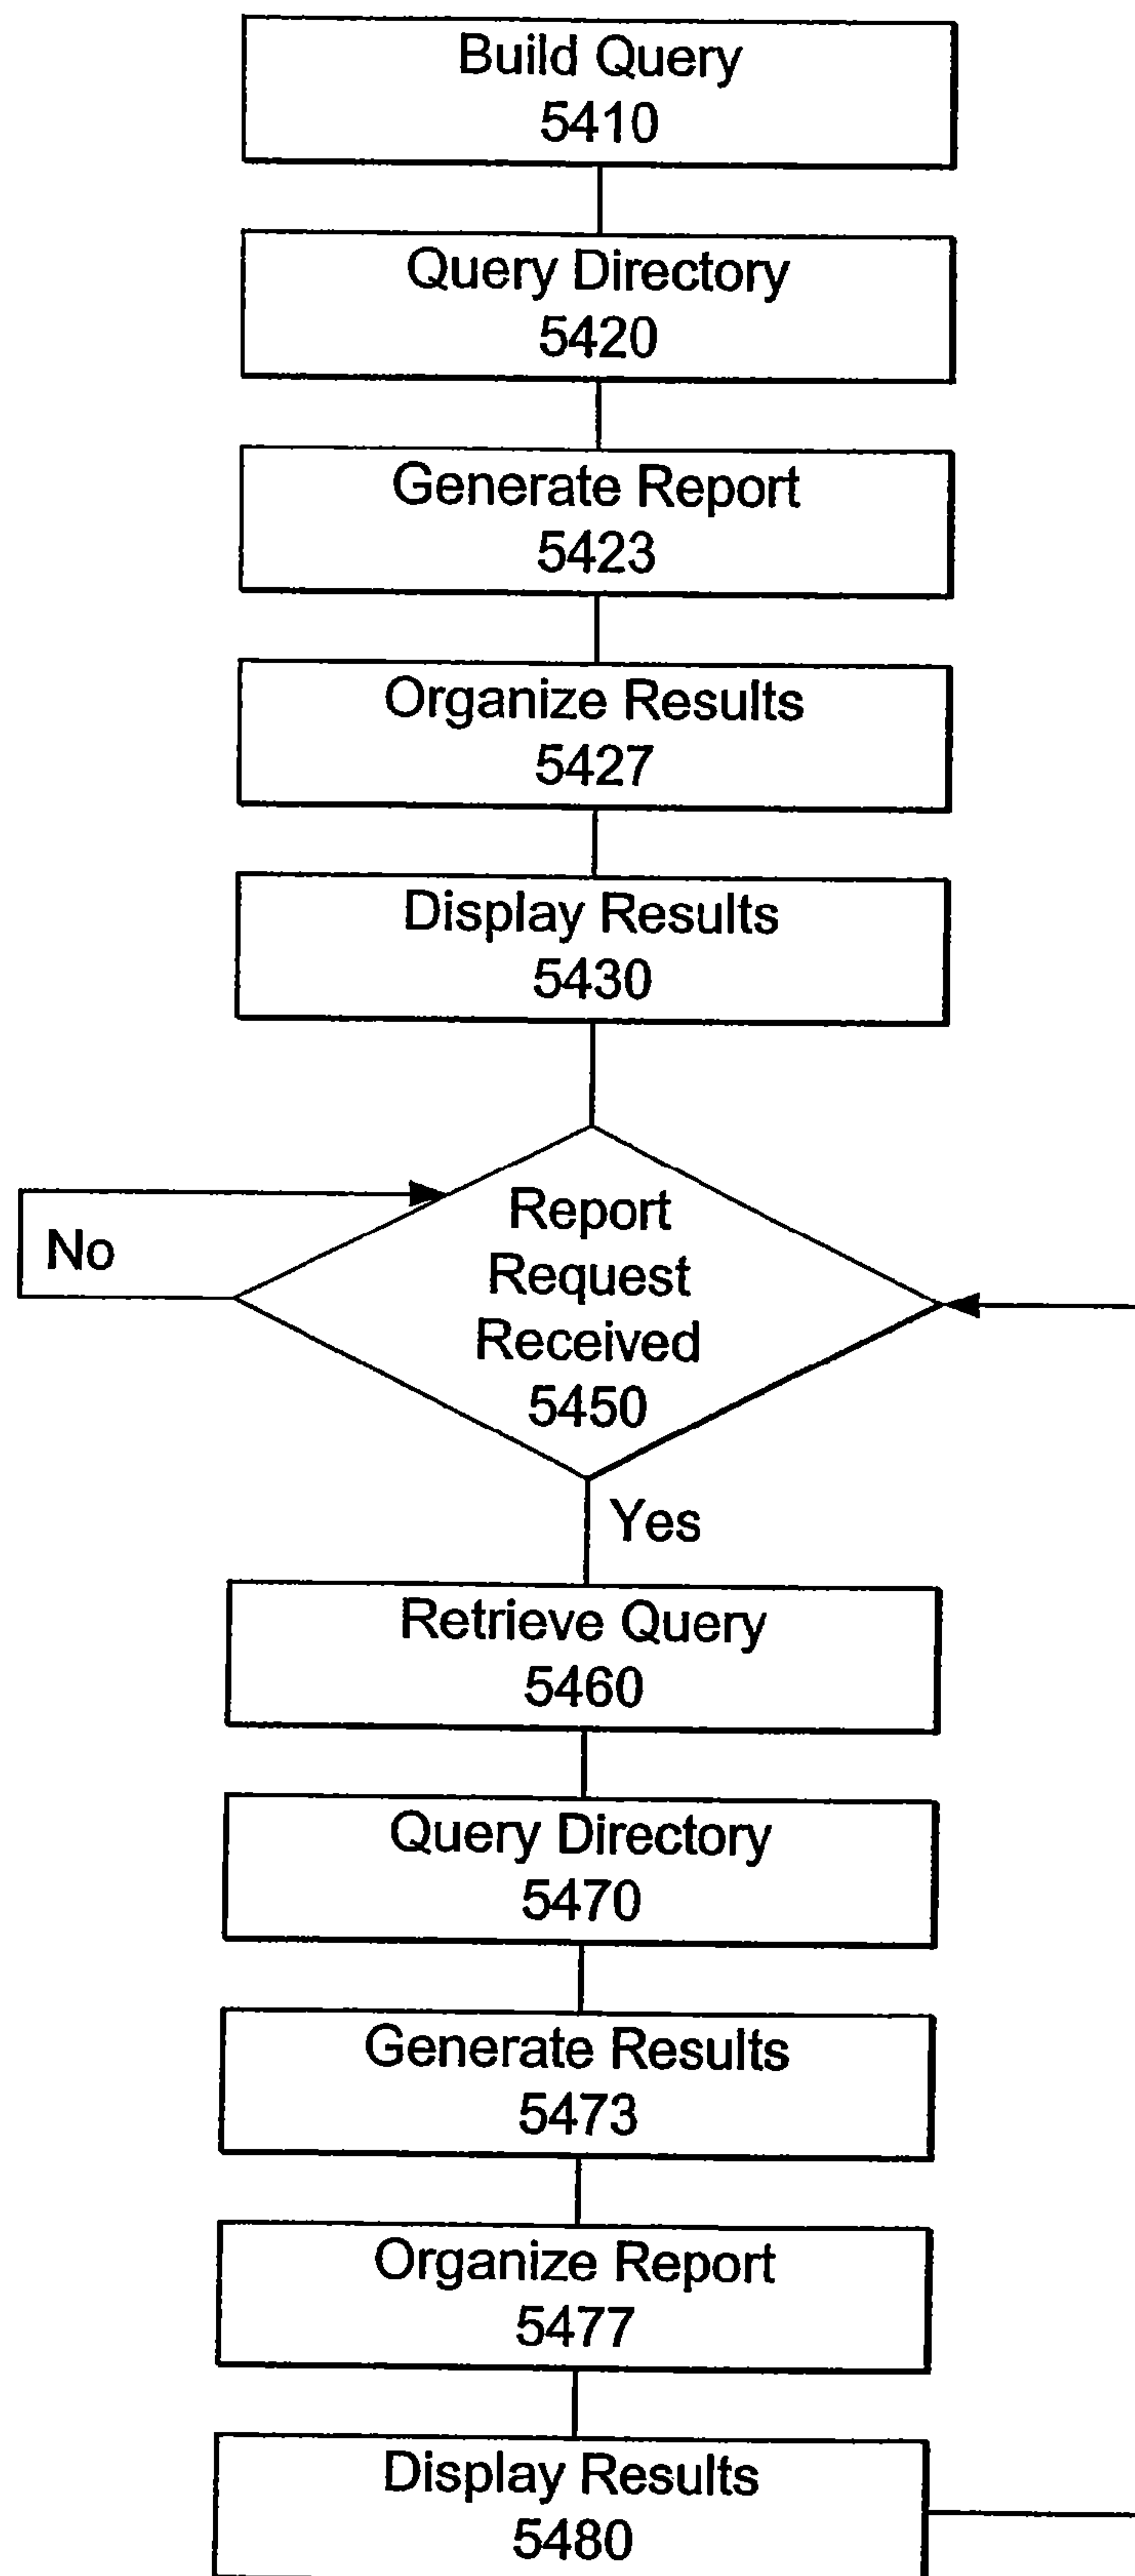 Build Query
5410
Query Directory
5420
Generate Report
5423
Organize Results
5427
Display Results
5430
No
Report
Request
Received
5450
Yes
Retrieve Query
5460
Query Directory
5470
Generate Results
5473
Organize Report
5477
Display Results
5480